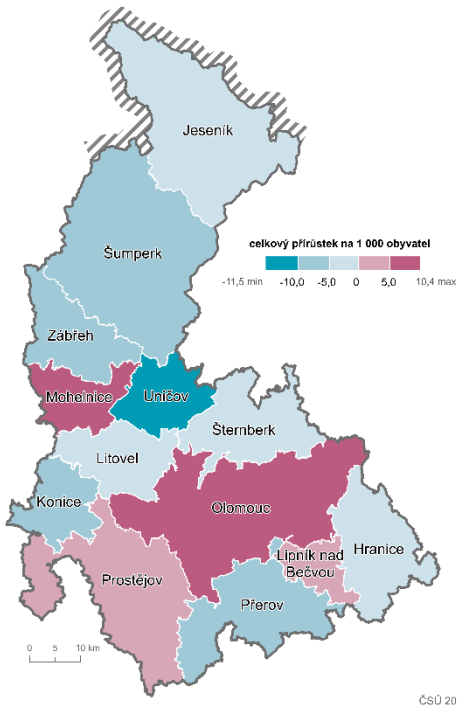 Jeseník
celkový přírůstek na 1 000 obyvatel
-11,5 min -10,0 -5,0 0 5,0 10,4 max
Šumperk
Zábřeh
Mohelnice
Uničov
Šternberk
Litovel
Konice
Olomouc
Hranice
Lipník nad
Bečvou
Prostějov
Přerov
0 5 10 km
ČSÚ 20